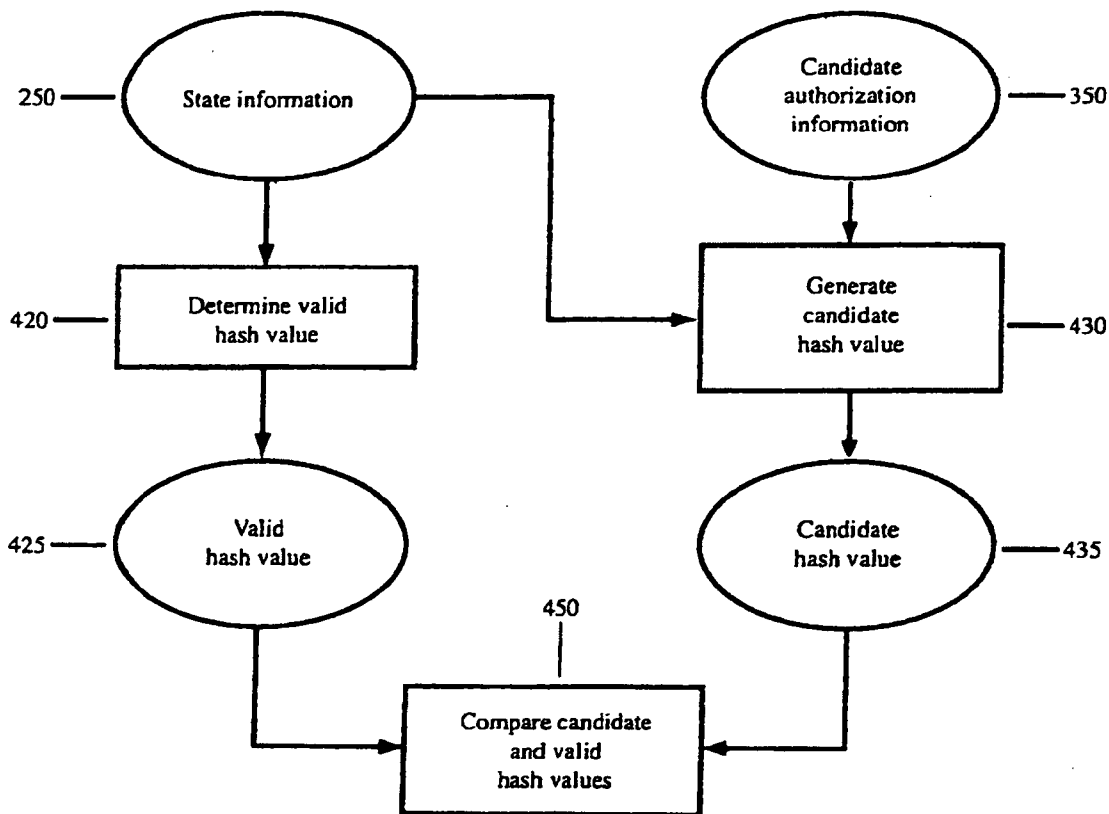 250
State information
Candidate
authorization
information
350
420
Determine valid
hash value
Generate
candidate
hash value
430
425
Valid
hash value
Candidate
hash value
435
450
Compare candidate
and valid
hash values